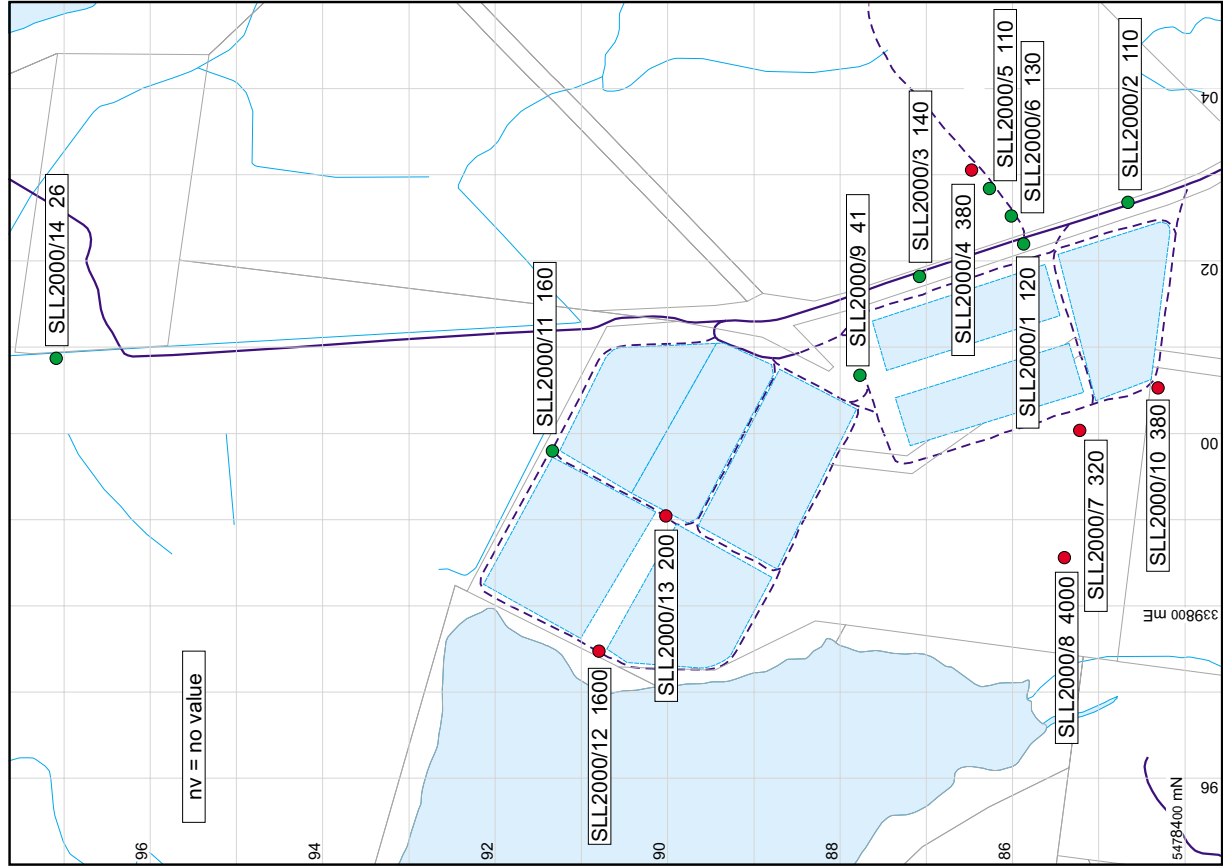 SLL2000/14 26
nv = no value
SLL2000/11 160
SLL2000/12 1600
SLL2000/13 200
SLL2000/9 41
SLL2000/3 140
SLL2000/4 380
SLL2000/5 110
SLL2000/6 130
SLL2000/1 120
SLL2000/2 110
SLL2000/7 320
SLL2000/8 4000
SLL2000/10 380
96
94
92
90
88
86
5478400 mN
96
339800 mE
00
02
04